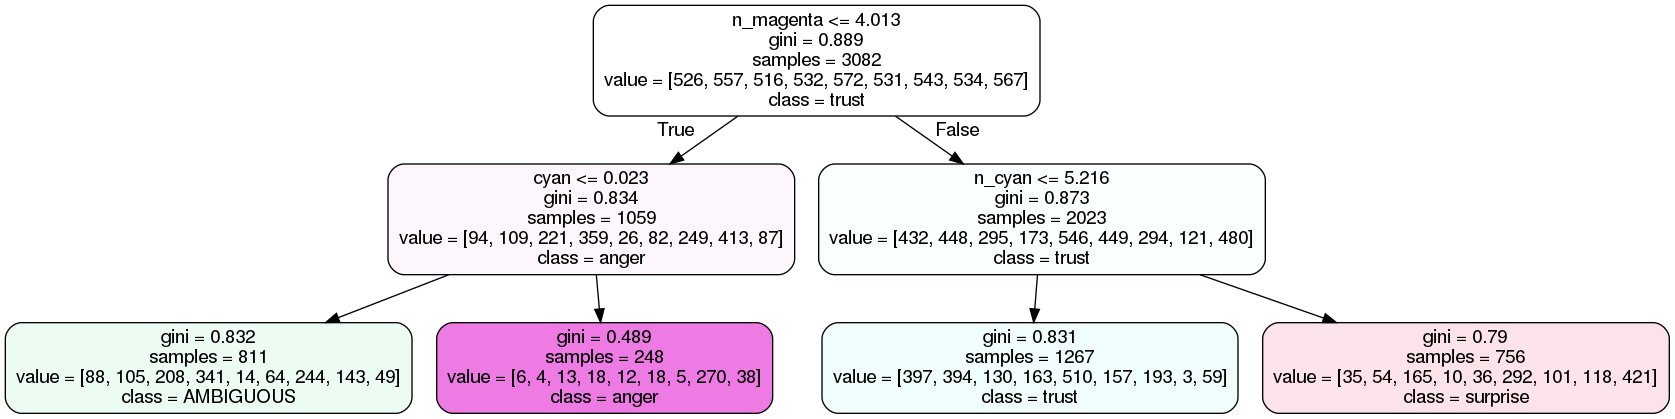 n_magenta <= 4.013
gini = 0.889
samples = 3082
value = [526, 557, 516, 532, 572, 531, 543, 534, 567]
class = trust
True
False
cyan <= 0.023
gini = 0.834
samples = 1059
value = [94, 109, 221, 359, 26, 82, 249, 413, 87]
class = anger
n_cyan <= 5.216
gini = 0.873
samples = 2023
value = [432, 448, 295, 173, 546, 449, 294, 121, 480]
class = trust
gini = 0.832
samples = 811
value = [88, 105, 208, 341, 14, 64, 244, 143, 49]
class = AMBIGUOUS
gini = 0.489
samples = 248
value = [6, 4, 13, 18, 12, 18, 5, 270, 38]
class = anger
gini = 0.831
samples = 1267
value = [397, 394, 130, 163, 510, 157, 193, 3, 59]
class = trust
gini = 0.79
samples = 756
value = [35, 54, 165, 10, 36, 292, 101, 118, 421]
class = surprise